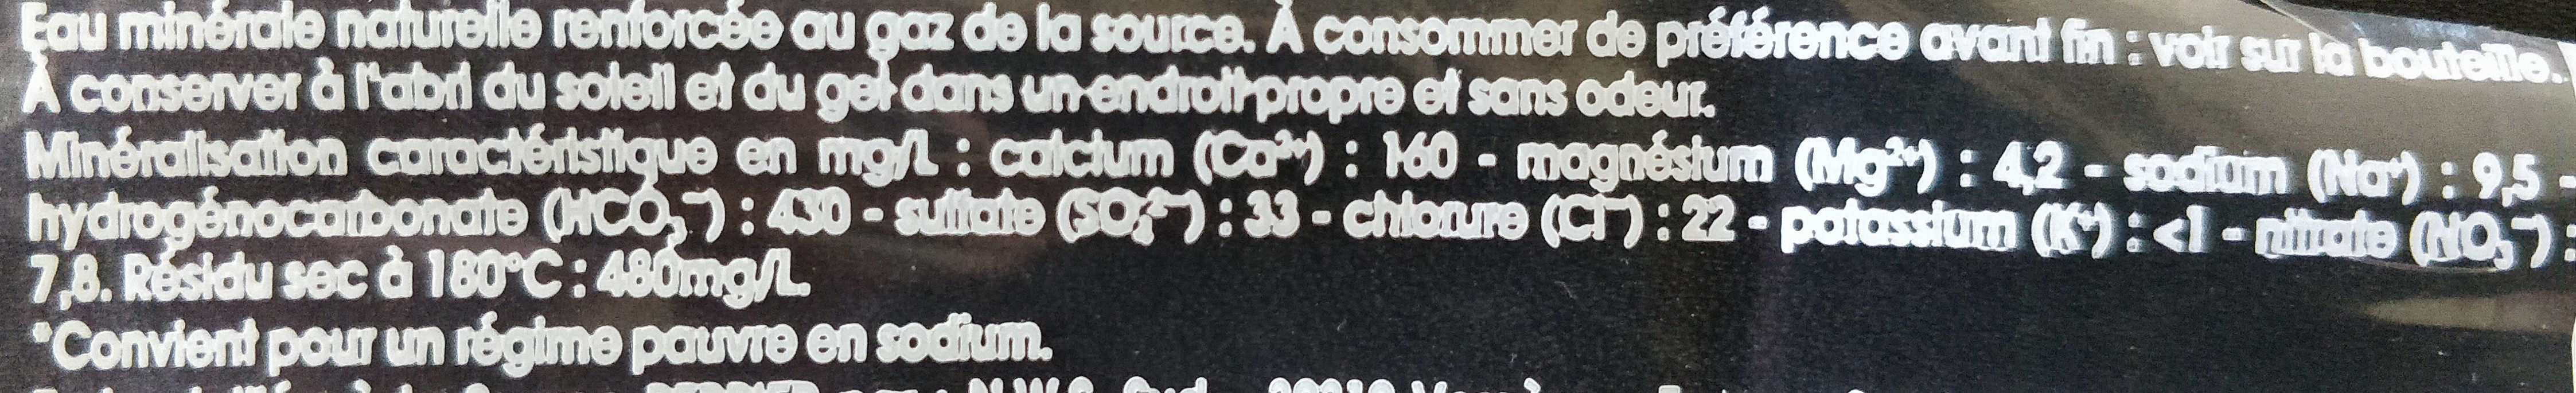 Eau minérale naturelle renforcée au gaz de la source. À consommer de préférence avant fin : voir sur la bouteille.
À conserver à l'abri du soleil et du gel dans un endroit propre et sans odeur.
Minéralisation caractéristique en mg/L : calcium (Ca²⁺) : 160 - magnésium (Mg²⁺) : 4,2 - sodium (Na⁺) : 9,5 -
hydrogénocarbonate (HCO₃⁻) : 430 - sulfate (SO₄²⁻) : 33 - chlorure (Cl⁻) : 22 - potassium (K⁺) : <1 - nitrate (NO₃⁻) :
7,8. Résidu sec à 180°C : 480mg/L.
*Convient pour un régime pauvre en sodium.